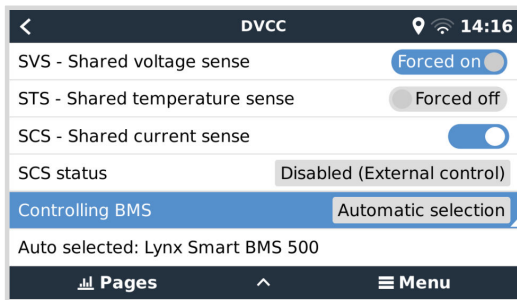 DVCC 14:16
SVS - Shared voltage sense Forced on
STS - Shared temperature sense Forced off
SCS - Shared current sense
SCS status Disabled (External control)
Controlling BMS Automatic selection
Auto selected: Lynx Smart BMS 500
Pages Menu